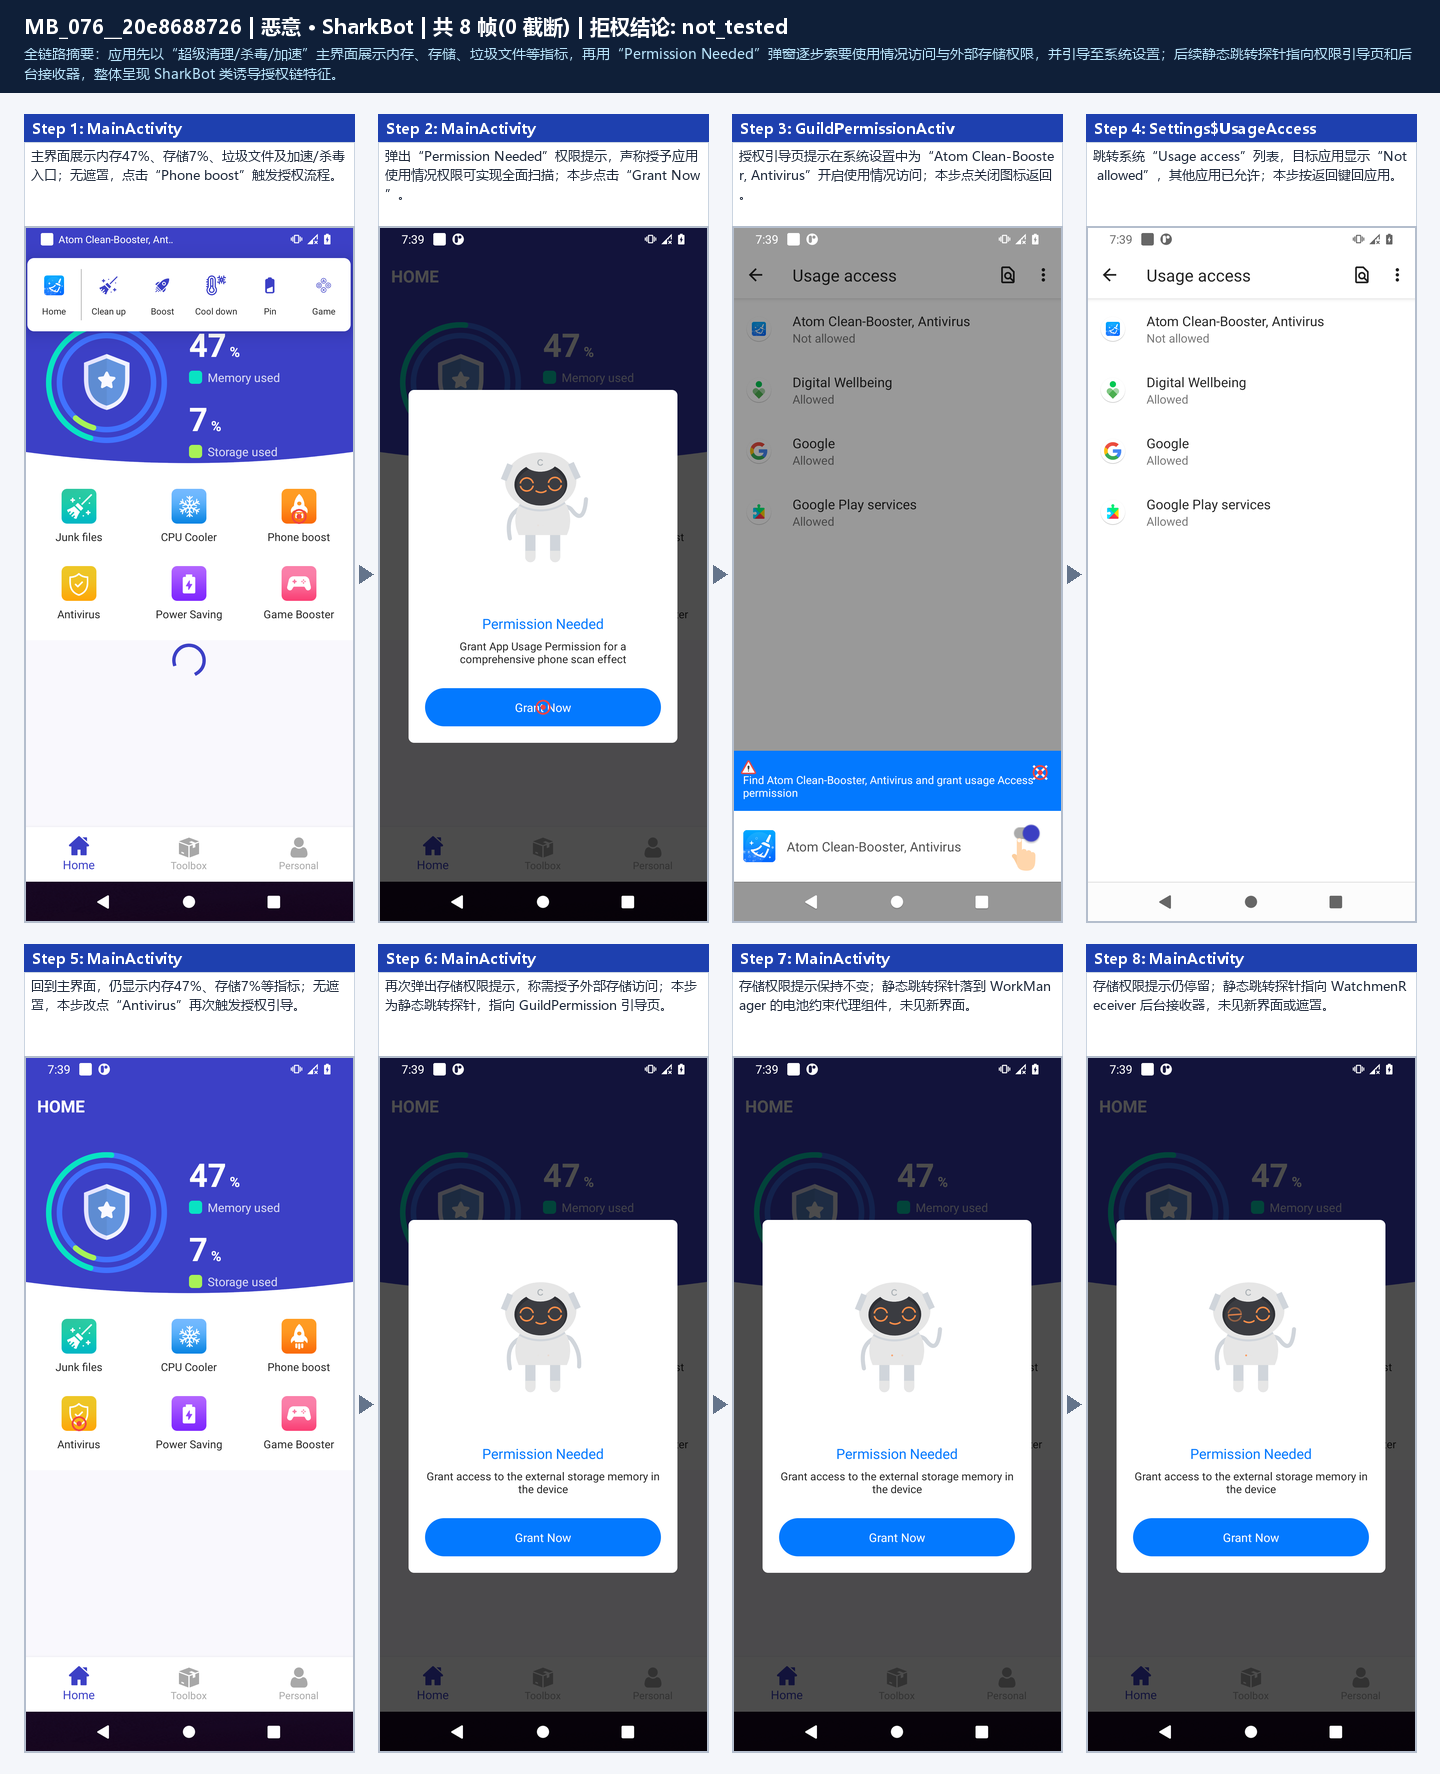 MB_076__20e8688726 | 恶意 • SharkBot | 共 8 帧(0 截断) | 拒权结论: not_tested
全链路摘要：应用先以“超级清理/杀毒/加速”主界面展示内存、存储、垃圾文件等指标，再用“Permission Needed”弹窗逐步索要使用情况访问与外部存储权限，并引导至系统设置；后续静态跳转探针指向权限引导页和后
台接收器，整体呈现 SharkBot 类诱导授权链特征。
Step 1: MainActivity
主界面展示内存47%、存储7%、垃圾文件及加速/杀毒
入口；无遮罩，点击“Phone boost”触发授权流程。
Atom Clean-Booster, Ant..
Home
Clean up
Boost
Cool down
Pin
Game
47 %
Memory used
7 %
Storage used
Junk files
CPU Cooler
Phone boost
Antivirus
Power Saving
Game Booster
Home
Toolbox
Personal
Step 2: MainActivity
弹出“Permission Needed”权限提示，声称授予应用
使用情况权限可实现全面扫描；本步点击“Grant Now
”。
7:39
HOME
47 %
Memory used
st
er
Permission Needed
Grant App Usage Permission for a
comprehensive phone scan effect
Grant Now
Home
Toolbox
Personal
Step 3: GuildPermissionActiv
授权引导页提示在系统设置中为“Atom Clean-Booste
r, Antivirus”开启使用情况访问；本步点关闭图标返回
。
7:39
Usage access
Atom Clean-Booster, Antivirus
Not allowed
Digital Wellbeing
Allowed
Google
Allowed
Google Play services
Allowed
Find Atom Clean-Booster, Antivirus and grant usage Access
permission
Atom Clean-Booster, Antivirus
Step 4: Settings$UsageAccess
跳转系统“Usage access”列表，目标应用显示“Not
allowed”，其他应用已允许；本步按返回键回应用。
7:39
Usage access
Atom Clean-Booster, Antivirus
Not allowed
Digital Wellbeing
Allowed
Google
Allowed
Google Play services
Allowed
Step 5: MainActivity
回到主界面，仍显示内存47%、存储7%等指标；无遮
罩，本步改点“Antivirus”再次触发授权引导。
7:39
HOME
47 %
Memory used
7 %
Storage used
Junk files
CPU Cooler
Phone boost
Antivirus
Power Saving
Game Booster
Home
Toolbox
Personal
Step 6: MainActivity
再次弹出存储权限提示，称需授予外部存储访问；本步
为静态跳转探针，指向 GuildPermission 引导页。
7:39
HOME
47 %
Memory used
st
er
Permission Needed
Grant access to the external storage memory in
the device
Grant Now
Home
Toolbox
Personal
Step 7: MainActivity
存储权限提示保持不变；静态跳转探针落到 WorkMan
ager 的电池约束代理组件，未见新界面。
7:39
HOME
47 %
Memory used
st
er
Permission Needed
Grant access to the external storage memory in
the device
Grant Now
Home
Toolbox
Personal
Step 8: MainActivity
存储权限提示仍停留；静态跳转探针指向 WatchmenR
eceiver 后台接收器，未见新界面或遮罩。
7:39
HOME
47 %
Memory used
st
er
Permission Needed
Grant access to the external storage memory in
the device
Grant Now
Home
Toolbox
Personal